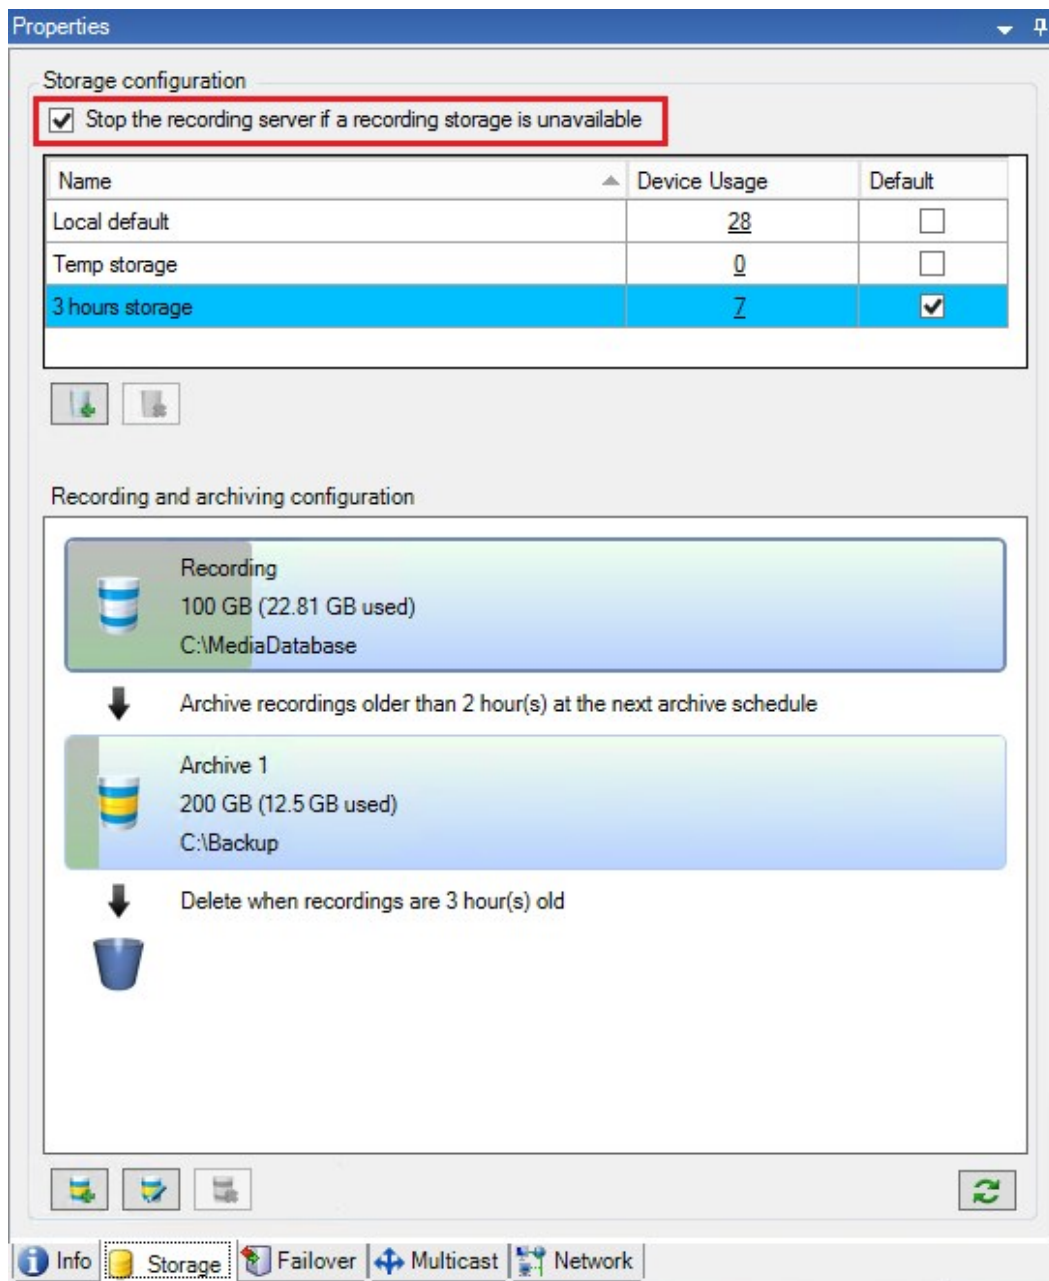 Properties
Storage configuration
Stop the recording server if a recording storage is unavailable
Name Device Usage Default
Local default 28
Temp storage 0
3 hours storage 7
Recording and archiving configuration
Recording
100 GB (22.81 GB used)
C:\MediaDatabase
Archive recordings older than 2 hour(s) at the next archive schedule
Archive 1
200 GB (12.5 GB used)
C:\Backup
Delete when recordings are 3 hour(s) old
Info Storage Failover Multicast Network